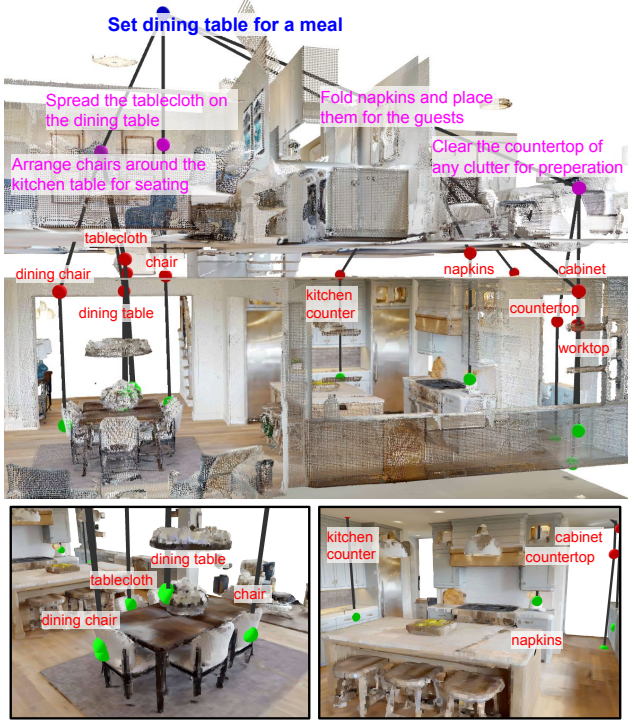 Set dining table for a meal
Spread the tablecloth on
the dining table
Fold napkins and place
them for the guests
Arrange chairs around the
kitchen table for seating
Clear the countertop of
any clutter for preperation
tablecloth
dining chair
chair
dining table
kitchen
counter
napkins
cabinet
countertop
worktop
dining table
tablecloth
chair
dining chair
kitchen
counter
cabinet
countertop
napkins